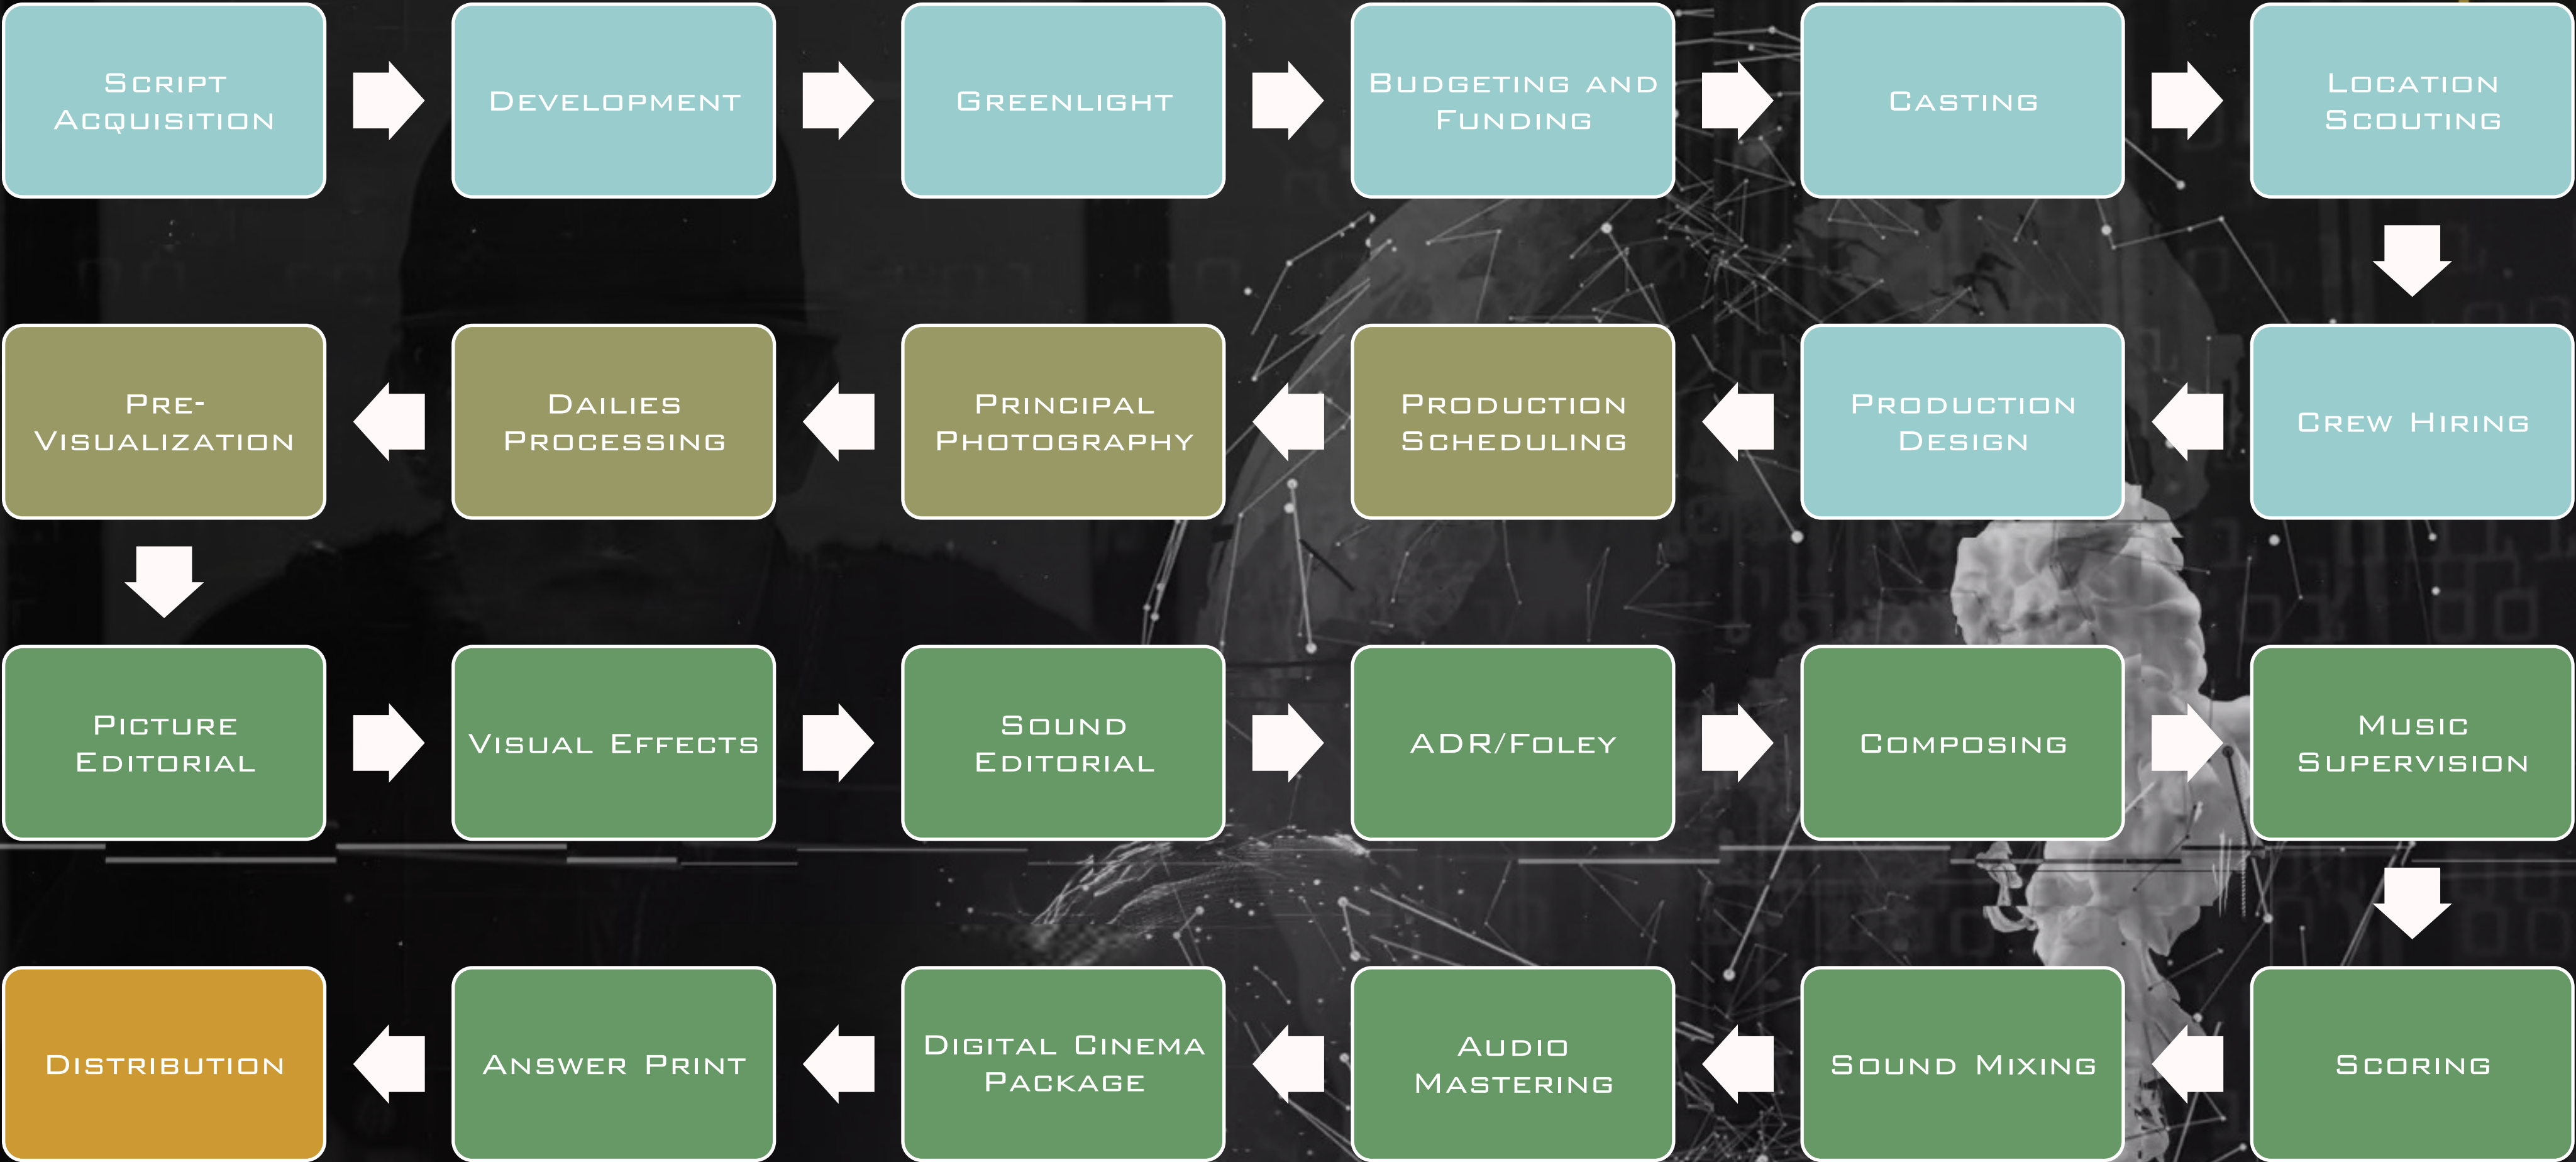 Script
Acquisition
Development
Greenlight
Budgeting and
Funding
Casting
Location
Scouting
Crew Hiring
Production
Design
Production
Scheduling
Principal
Photography
Dailies
Processing
Pre-
Visualization
Picture
Editorial
Visual Effects
Sound
Editorial
ADR/Foley
Composing
Music
Supervision
Scoring
Sound Mixing
Audio
Mastering
Digital Cinema
Package
Answer Print
Distribution